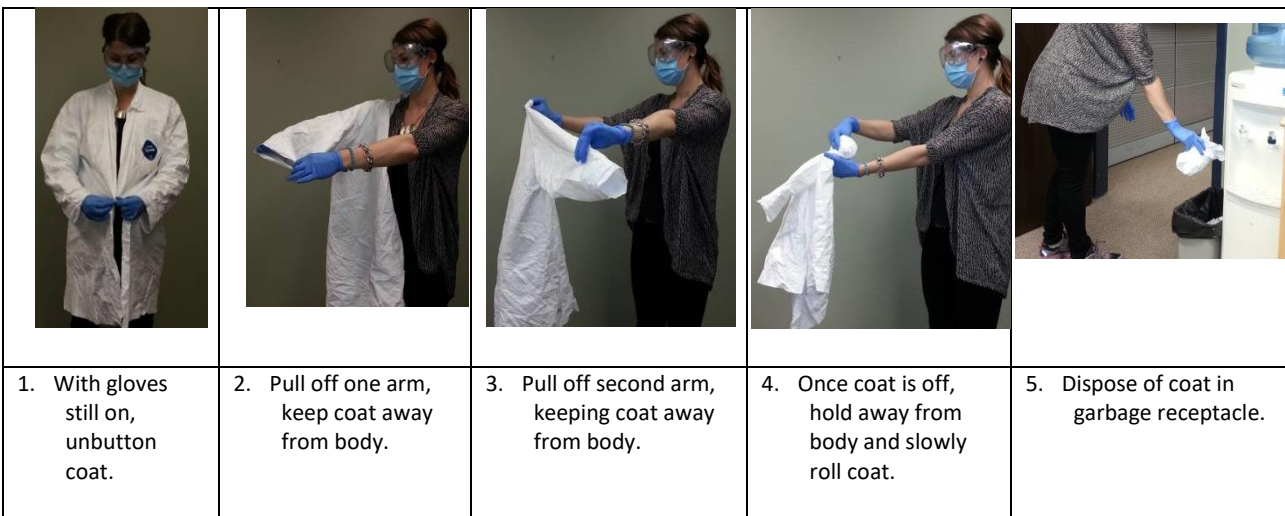 1. With gloves
still on,
unbutton
coat.
2. Pull off one arm,
keep coat away
from body.
3. Pull off second arm,
keeping coat away
from body.
4. Once coat is off,
hold away from
body and slowly
roll coat.
5. Dispose of coat in
garbage receptacle.